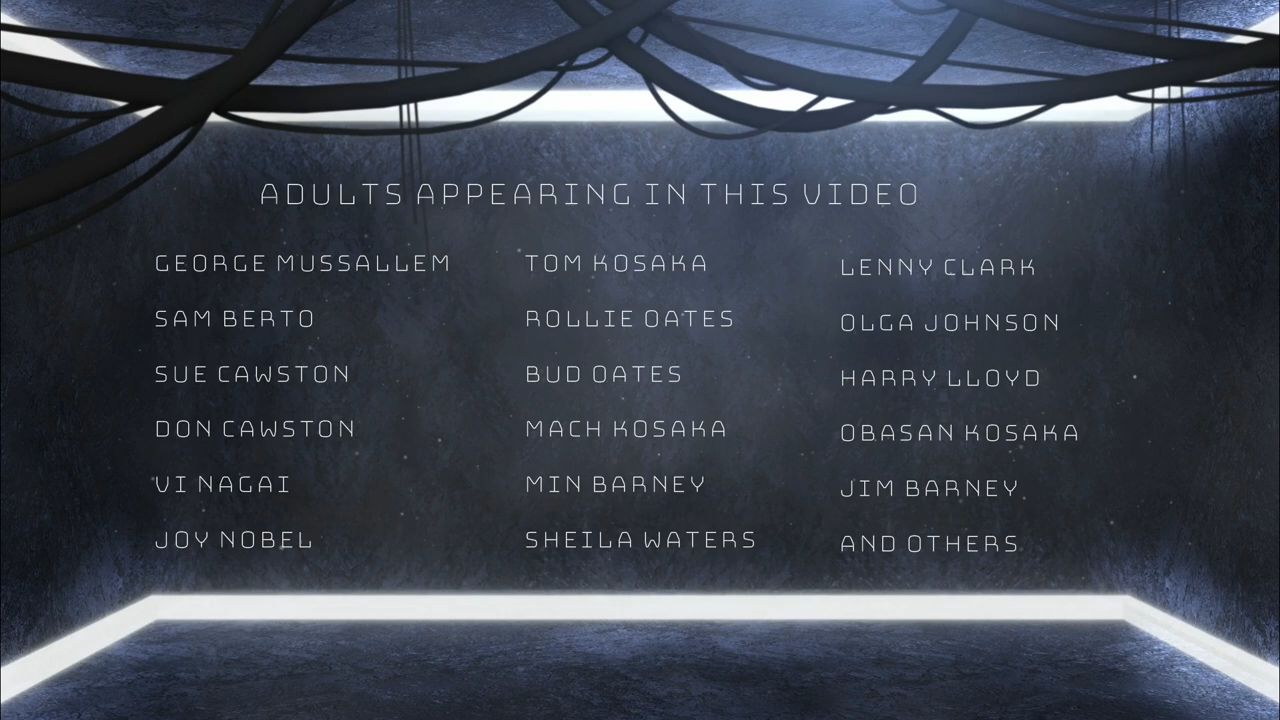 ADULTS APPEARING IN THIS VIDEO
GEORGE MUSSALLEM
SAM BERTO
SUE CAWSTON
DON CAWSTON
VI NAGAI
JOY NOBEL
TOM KOSAKA
ROLLIE OATES
BUD OATES
MACH KOSAKA
MIN BARNEY
SHEILA WATERS
LENNY CLARK
OLGA JOHNSON
HARRY LLOYD
OBASAN KOSAKA
JIM BARNEY
AND OTHERS